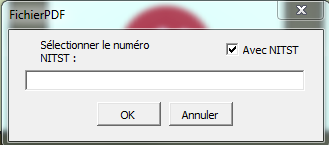 FichierPDF
Sélectionner le numéro
NITST :
Avec NITST
OK
Annuler